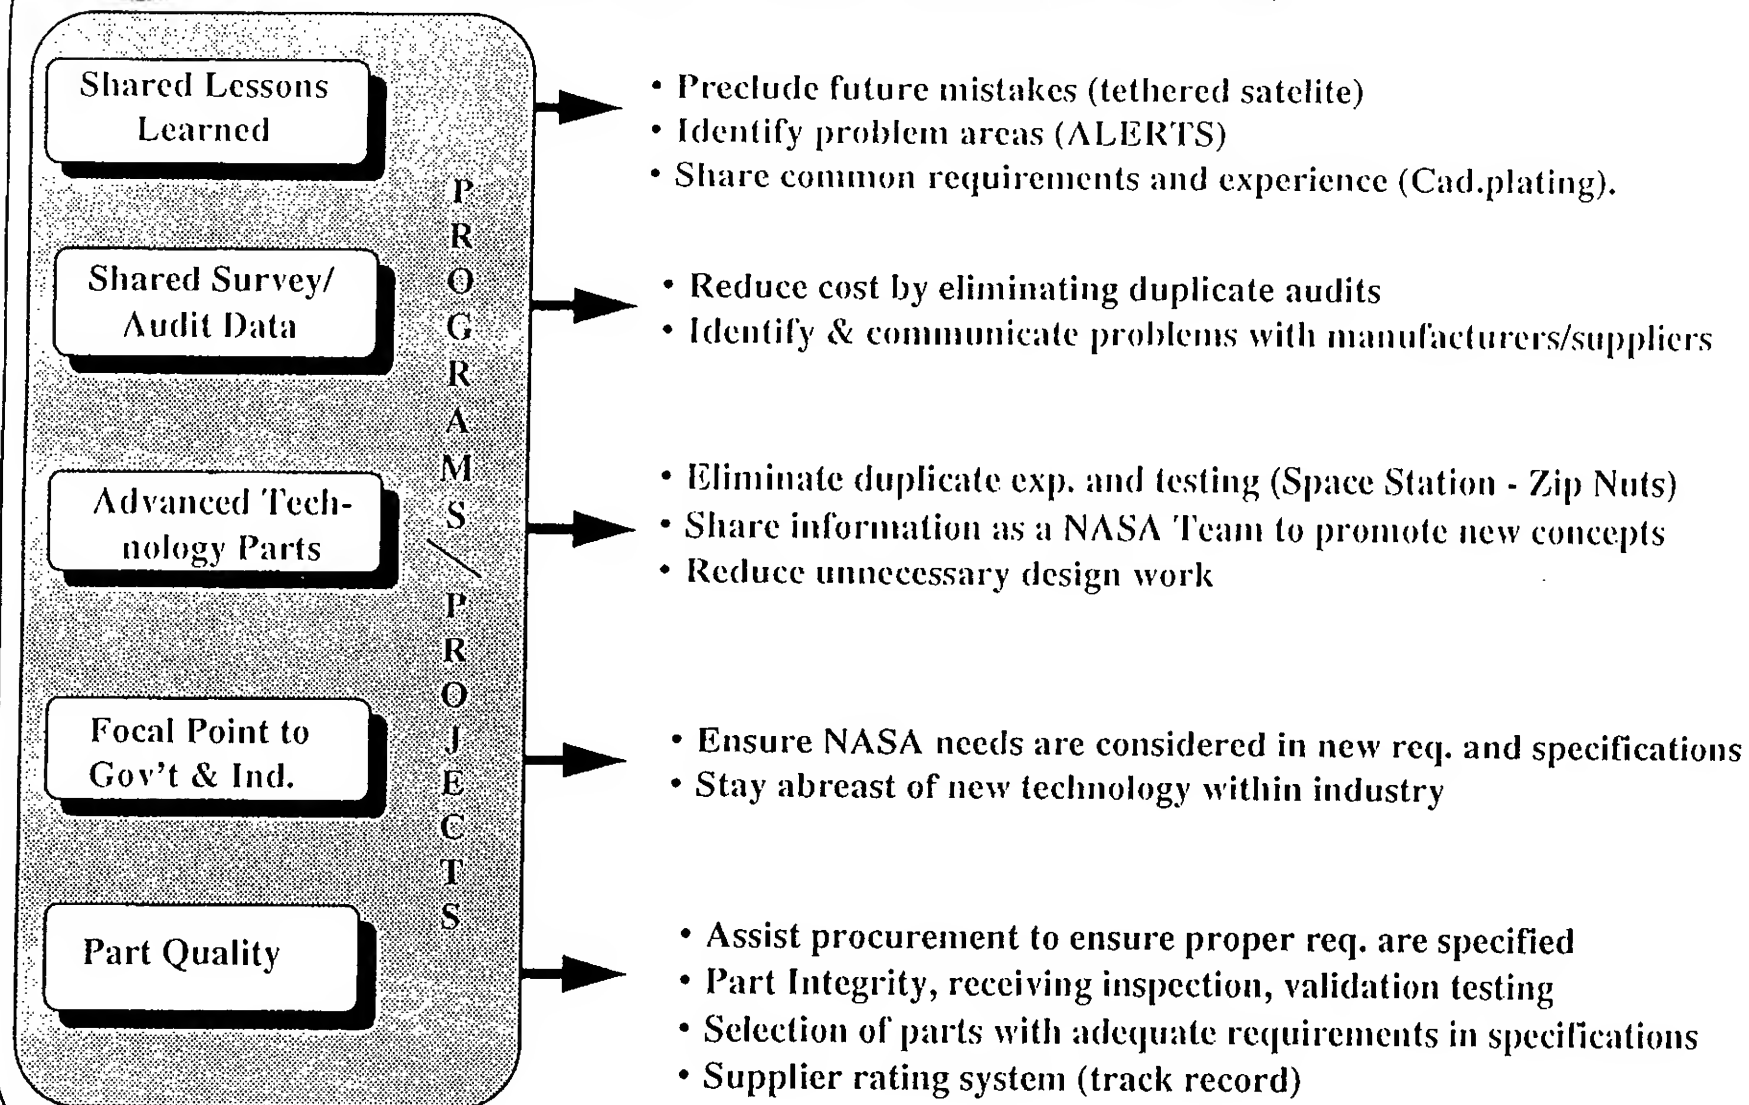 Shared Lessons
Learned
• Preclude future mistakes (tethered satelite)
• Identify problem areas (ALERTS)
• Share common requirements and experience (Cad.plating).
Shared Survey/
Audit Data
• Reduce cost by eliminating duplicate audits
• Identify & communicate problems with manufacturers/suppliers
Advanced Tech-
nology Parts
• Eliminate duplicate exp. and testing (Space Station - Zip Nuts)
• Share information as a NASA Team to promote new concepts
• Reduce unnecessary design work
Focal Point to
Gov't & Ind.
• Ensure NASA needs are considered in new req. and specifications
• Stay abreast of new technology within industry
Part Quality
• Assist procurement to ensure proper req. are specified
• Part Integrity, receiving inspection, validation testing
• Selection of parts with adequate requirements in specifications
• Supplier rating system (track record)
PROGRAMS/PROJECTS